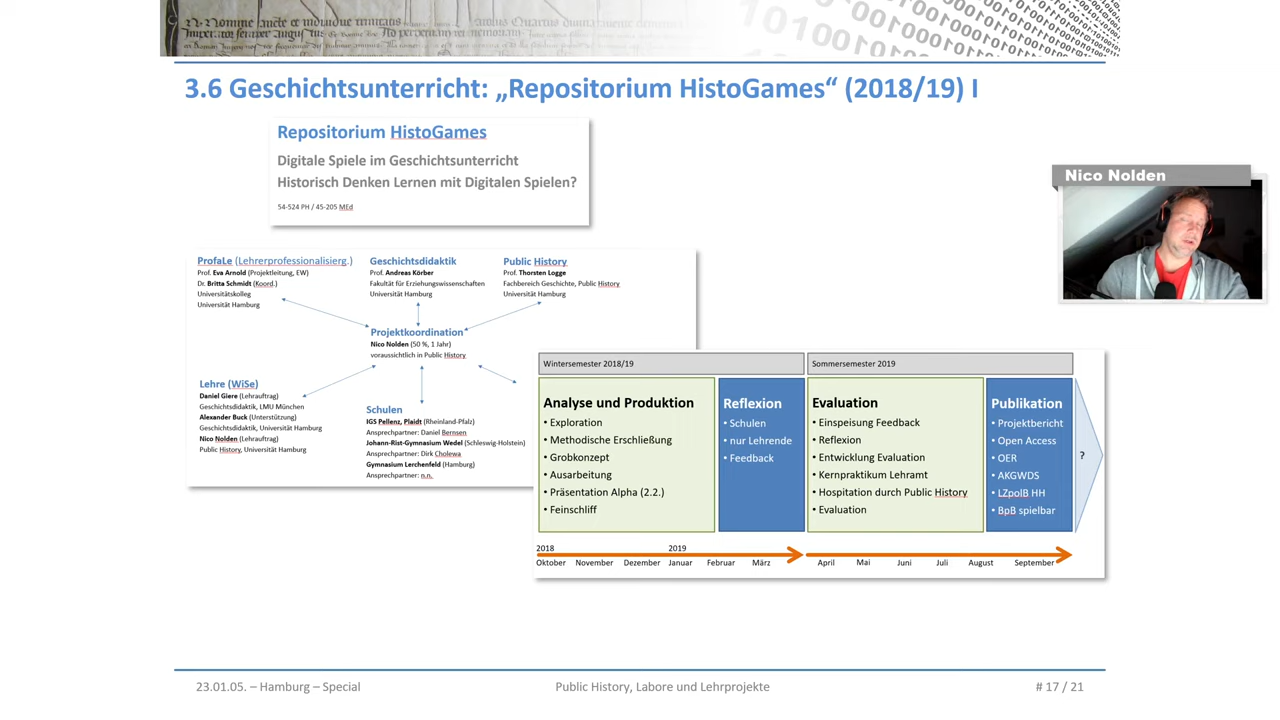 3.6 Geschichtsunterricht: „Repositorium HistoGames“ (2018/19) I
Repositorium HistoGames
Digitale Spiele im Geschichtsunterricht
Historisch Denken Lernen mit Digitalen Spielen?
54-524 PH / 45-205 MEd
Nico Nolden
ProfaLe (Lehrerprofessionalisierg.)
Prof. Eva Arnold (Projektleitung, EW)
Dr. Britta Schmidt (Koord.)
Universitätskolleg
Universität Hamburg
Geschichtsdidaktik
Prof. Andreas Körber
Fakultät für Erziehungswissenschaften
Universität Hamburg
Public History
Prof. Thorsten Logge
Fachbereich Geschichte, Public History
Universität Hamburg
Projektkoordination
Nico Nolden (50 %, 1 Jahr)
voraussichtlich in Public History
Lehre (WiSe)
Daniel Giere (Lehrauftrag)
Geschichtsdidaktik, LMU München
Alexander Buck (Unterstützung)
Geschichtsdidaktik, Universität Hamburg
Nico Nolden (Lehrauftrag)
Public History, Universität Hamburg
Schulen
IGS Pellenz, Plaidt (Rheinland-Pfalz)
Ansprechpartner: Daniel Bernsen
Johann-Rist-Gymnasium Wedel (Schleswig-Holstein)
Ansprechpartner: Dirk Cholewa
Gymnasium Lerchenfeld (Hamburg)
Ansprechpartner: n.n.
Wintersemester 2018/19
Sommersemester 2019
Analyse und Produktion
• Exploration
• Methodische Erschließung
• Grobkonzept
• Ausarbeitung
• Präsentation Alpha (2.2.)
• Feinschliff
Reflexion
• Schulen
• nur Lehrende
• Feedback
Evaluation
• Einspeisung Feedback
• Reflexion
• Entwicklung Evaluation
• Kernpraktikum Lehramt
• Hospitation durch Public History
• Evaluation
Publikation
• Projektbericht
• Open Access
• OER
• AKGWDS
• LZpolB HH
• BpB spielbar
?
2018 2019
Oktober November Dezember Januar Februar März April Mai Juni Juli August September
23.01.05. – Hamburg – Special
Public History, Labore und Lehrprojekte
# 17 / 21